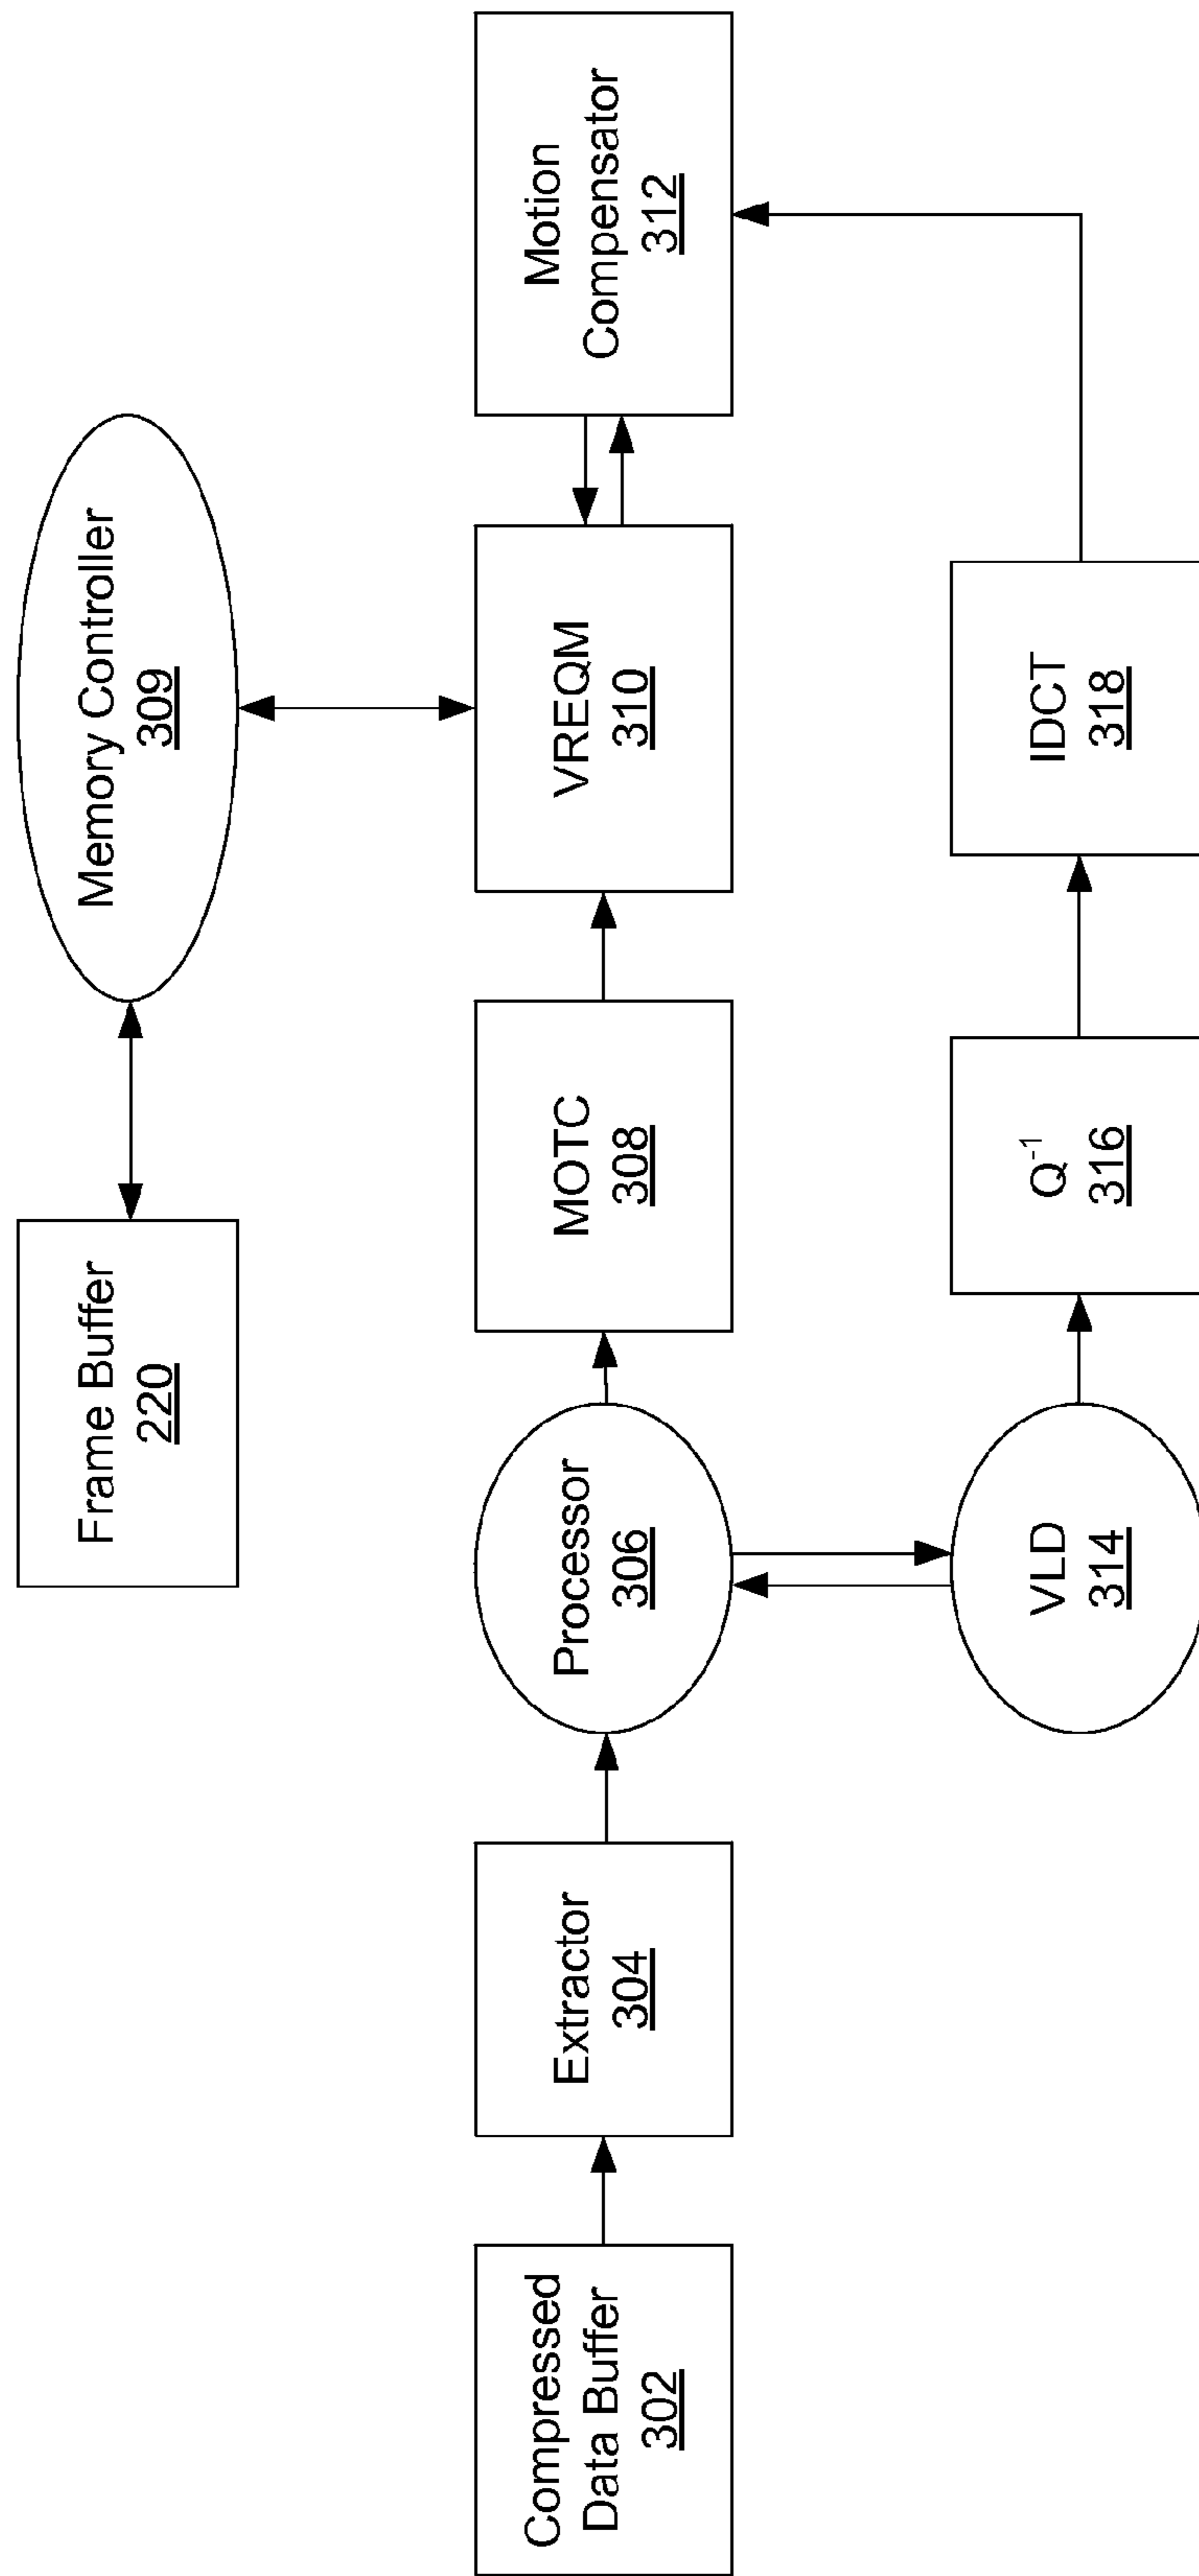 Frame Buffer
220
Memory Controller
309
Compressed
Data Buffer
302
Extractor
304
Processor
306
MOTC
308
VREQM
310
Motion
Compensator
312
VLD
314
Q⁻¹
316
IDCT
318